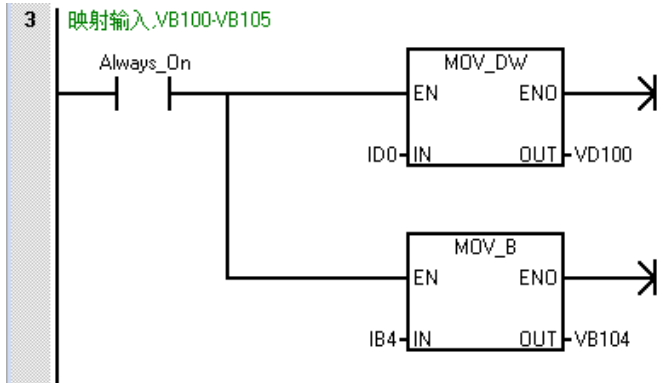 3 映射输入,VB100-VB105
Always_On
MOV_DW
EN ENO
ID0 IN OUT VD100
MOV_B
EN ENO
IB4 IN OUT VB104